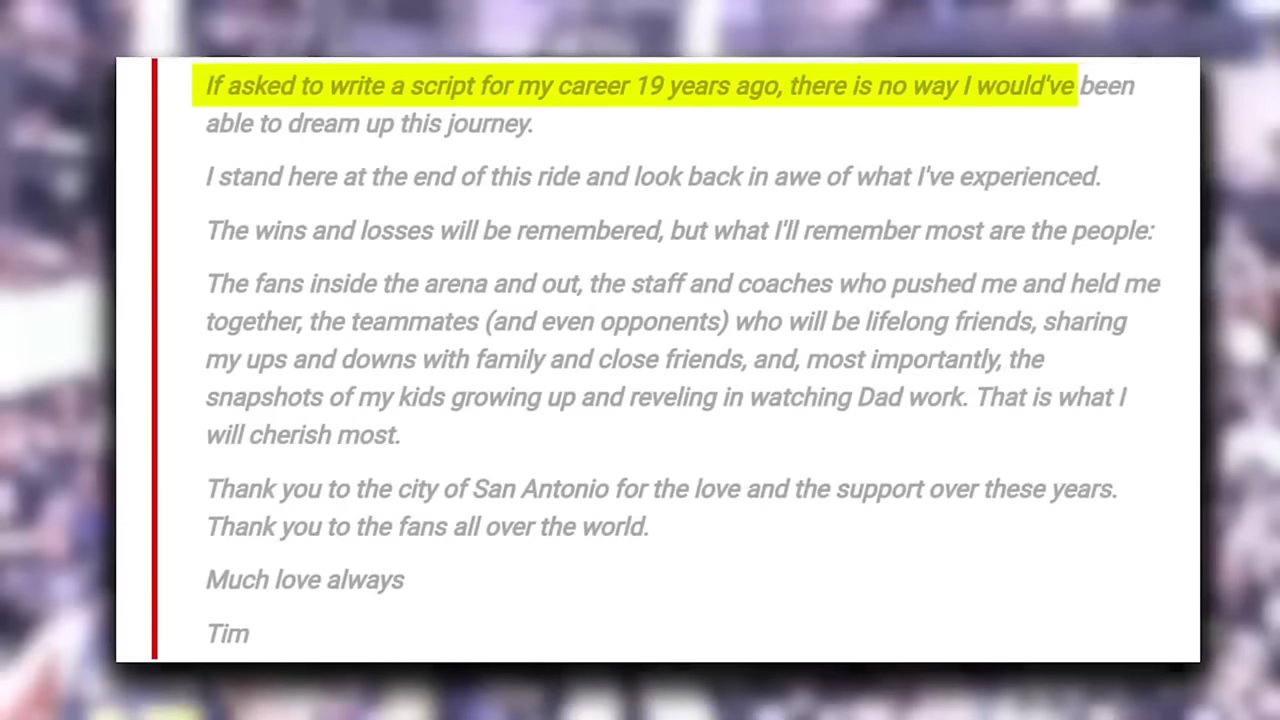 If asked to write a script for my career 19 years ago, there is no way I would've been
able to dream up this journey.
I stand here at the end of this ride and look back in awe of what I've experienced.
The wins and losses will be remembered, but what I'll remember most are the people:
The fans inside the arena and out, the staff and coaches who pushed me and held me
together, the teammates (and even opponents) who will be lifelong friends, sharing
my ups and downs with family and close friends, and, most importantly, the
snapshots of my kids growing up and reveling in watching Dad work. That is what I
will cherish most.
Thank you to the city of San Antonio for the love and the support over these years.
Thank you to the fans all over the world.
Much love always
Tim